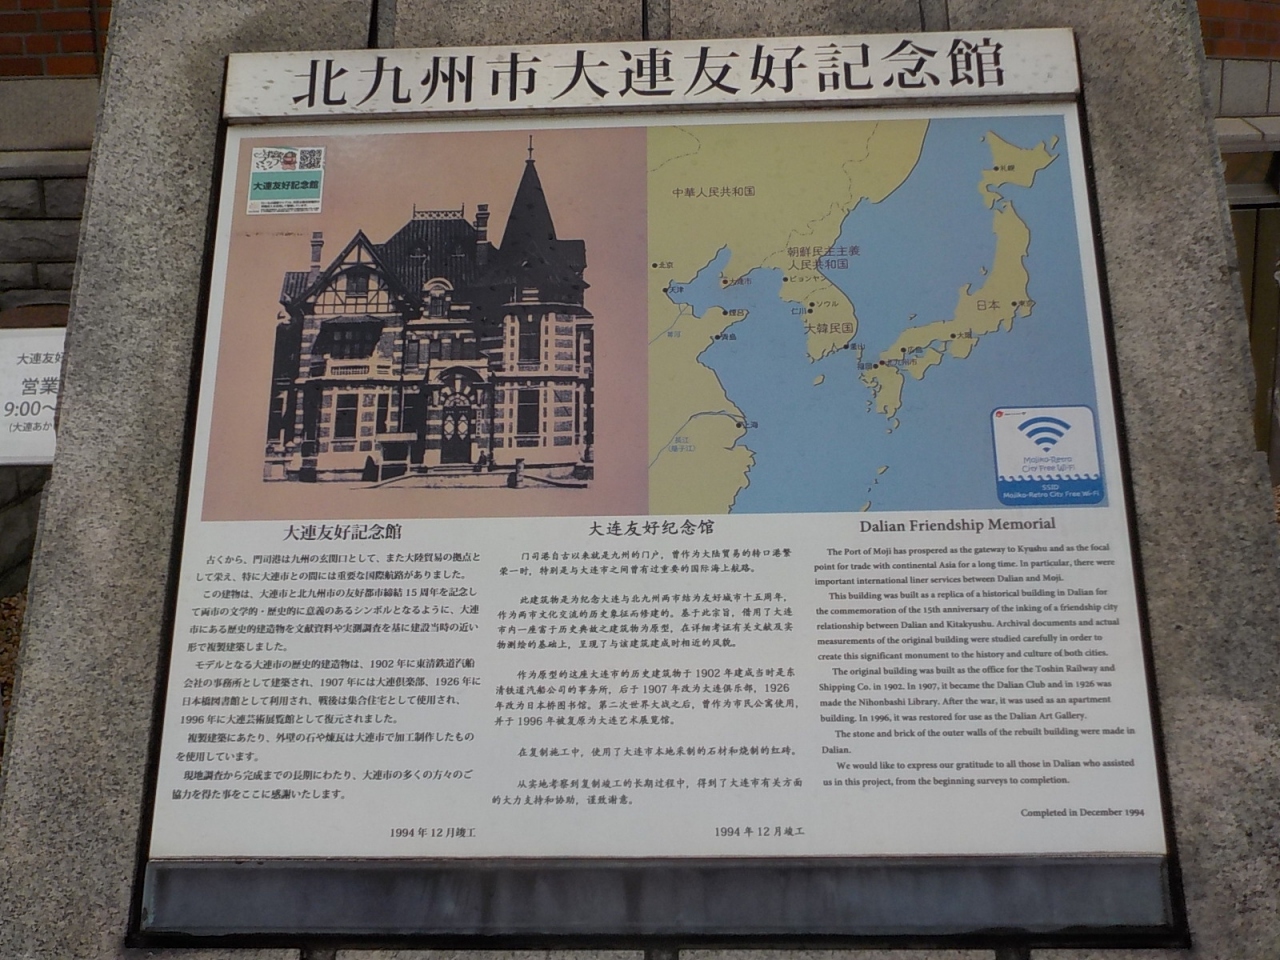 北九州市大連友好記念館
大連友好記念館
中華人民共和国
朝鮮民主主義
人民共和国
北京
天津
大連市
ピョンヤン
ソウル
仁川
大韓民国
煙台
青島
釜山
福岡
北九州市
広島
大阪
東京
日本
札幌
上海
黄河
長江
(揚子江)
Mojiko-Retro
City Free Wi-Fi
SSID
Mojiko-Retro City Free Wi-Fi
大連友
営業
9:00〜
大連友好記念館
古くから、門司港は九州の玄関口として、また大陸貿易の拠点と
して栄え、特に大連市との間には重要な国際航路がありました。
この建物は、大連市と北九州市の友好都市締結15周年を記念し
て両市の文学的・歴史的に意義のあるシンボルとなるように、大連
市にある歴史的建造物を文献資料や実測調査を基に建設当時の近い
形で複製建築しました。
モデルとなる大連市の歴史的建造物は、1902年に東清鉄道汽船
会社の事務所として建築され、1907年には大連倶楽部、1926年に
日本橋図書館として利用され、戦後は集合住宅として使用され、
1996年に大連芸術展覧館として復元されました。
複製建築にあたり、外壁の石や煉瓦は大連市で加工制作したもの
を使用しています。
現地調査から完成までの長期にわたり、大連市の多くの方々のご
協力を得た事をここに感謝いたします。
1994年12月竣工
大连友好纪念馆
门司港自古以来就是九州的门户，曾作为大陆贸易的转口港繁
荣一时，特别是与大连市之间曾有过重要的国际海上航路。
此建筑物是为纪念大连与北九州两市结为友好城市十五周年，
作为两市文化交流的历史象征而修建的。基于此宗旨，借用了大连
市内一座富于历史典故之建筑物为原型，在详细考证有关文献及实
物测绘的基础上，呈现了与该建筑建成时相近的风貌。
作为原型的这座大连市的历史建筑物于1902年建成当时是东
清铁道汽船公司的事务所，后于1907年改为大连俱乐部，1926
年改为日本桥图书馆。第二次世界大战之后，曾作为市民公寓使用，
并于1996年被复原为大连艺术展览馆。
在复制施工中，使用了大连市本地采制的石材和烧制的红砖。
从实地考察到复制竣工的长期过程中，得到了大连市有关方面
的大力支持和协助，谨致谢意。
1994年12月竣工
Dalian Friendship Memorial
The Port of Moji has prospered as the gateway to Kyushu and as the focal
point for trade with continental Asia for a long time. In particular, there were
important international liner services between Dalian and Moji.
This building was built as a replica of a historical building in Dalian for
the commemoration of the 15th anniversary of the inking of a friendship city
relationship between Dalian and Kitakyushu. Archival documents and actual
measurements of the original building were studied carefully in order to
create this significant monument to the history and culture of both cities.
The original building was built as the office for the Toshin Railway and
Shipping Co. in 1902. In 1907, it became the Dalian Club and in 1926 was
made the Nihonbashi Library. After the war, it was used as an apartment
building. In 1996, it was restored for use as the Dalian Art Gallery.
The stone and brick of the outer walls of the rebuilt building were made in
Dalian.
We would like to express our gratitude to all those in Dalian who assisted
us in this project, from the beginning surveys to completion.
Completed in December 1994